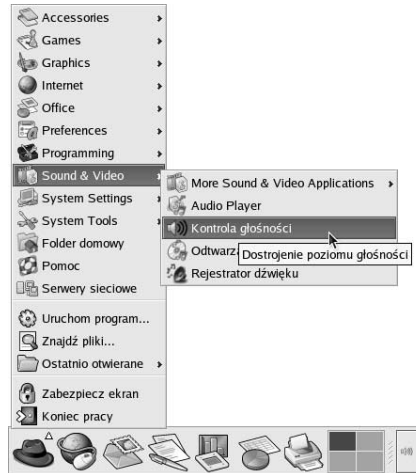 Accessories
Games
Graphics
Internet
Office
Preferences
Programming
Sound & Video
System Settings
System Tools
Folder domowy
Pomoc
Serwery sieciowe
Uruchom program...
Znajdź pliki...
Ostatnio otwierane
Zabezpiecz ekran
Koniec pracy
More Sound & Video Applications
Audio Player
Kontrola głośności
Odtwarza
Dostrojenie poziomu głośności
Rejestrator dźwięku